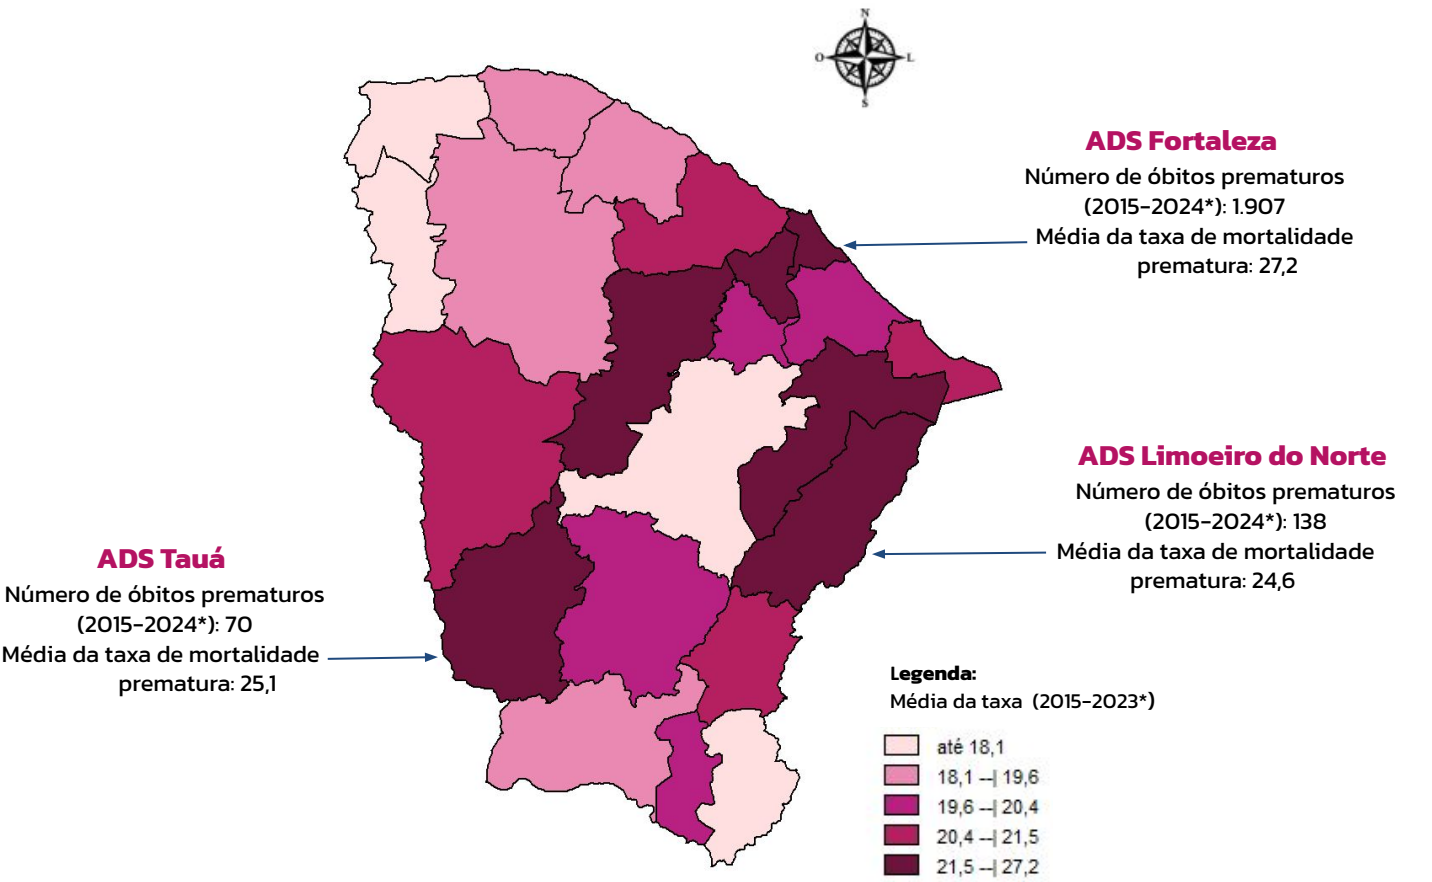 N
O
L
S
ADS Fortaleza
Número de óbitos prematuros
(2015-2024*): 1.907
Média da taxa de mortalidade
prematura: 27,2
ADS Limoeiro do Norte
Número de óbitos prematuros
(2015-2024*): 138
Média da taxa de mortalidade
prematura: 24,6
ADS Tauá
Número de óbitos prematuros
(2015-2024*): 70
Média da taxa de mortalidade
prematura: 25,1
Legenda:
Média da taxa (2015-2023*)
até 18,1
18,1 --| 19,6
19,6 --| 20,4
20,4 --| 21,5
21,5 --| 27,2